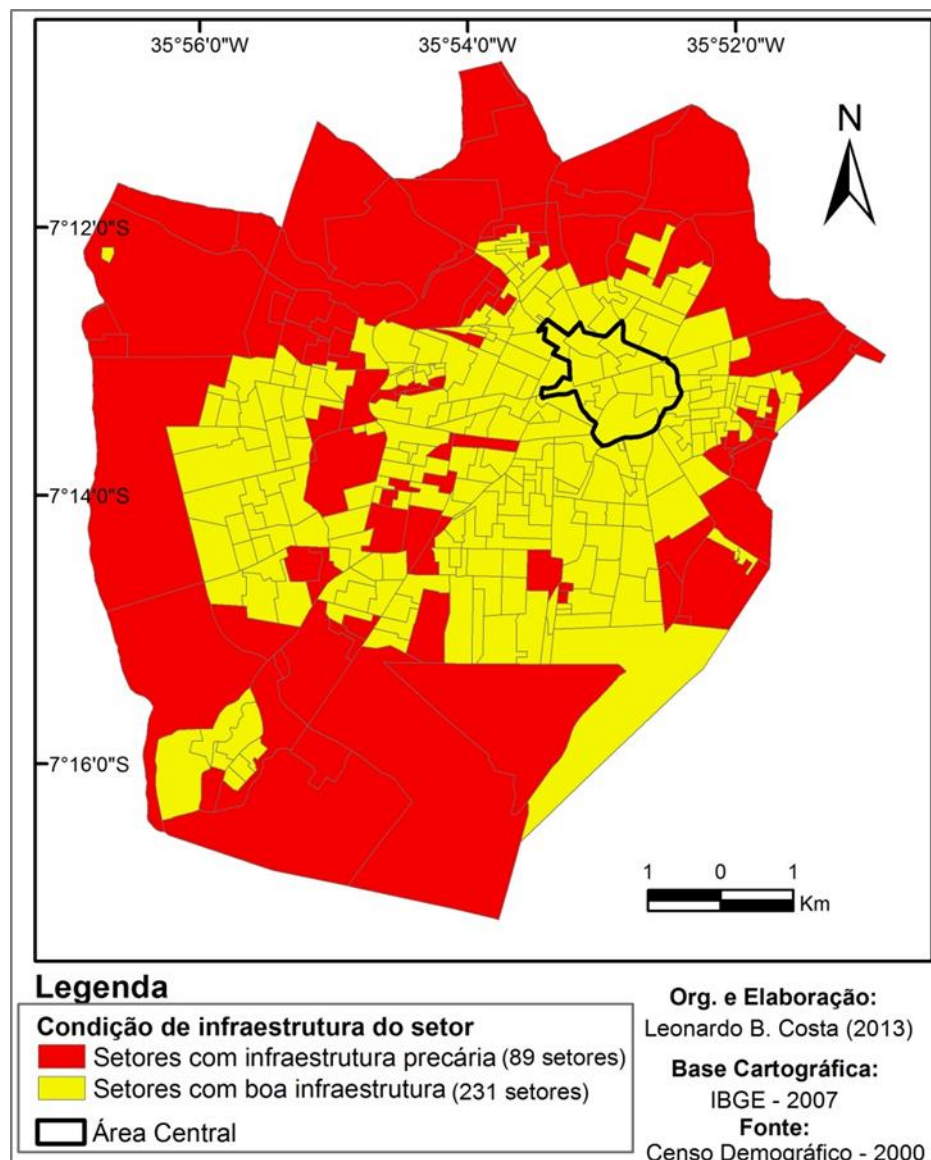 35°56'0"W
35°54'0"W
35°52'0"W
N
7°12'0"S
7°14'0"S
7°16'0"S
1 0 1
Km
Legenda
Condição de infraestrutura do setor
Setores com infraestrutura precária (89 setores)
Setores com boa infraestrutura (231 setores)
Área Central
Org. e Elaboração:
Leonardo B. Costa (2013)
Base Cartográfica:
IBGE - 2007
Fonte:
Censo Demográfico - 2000